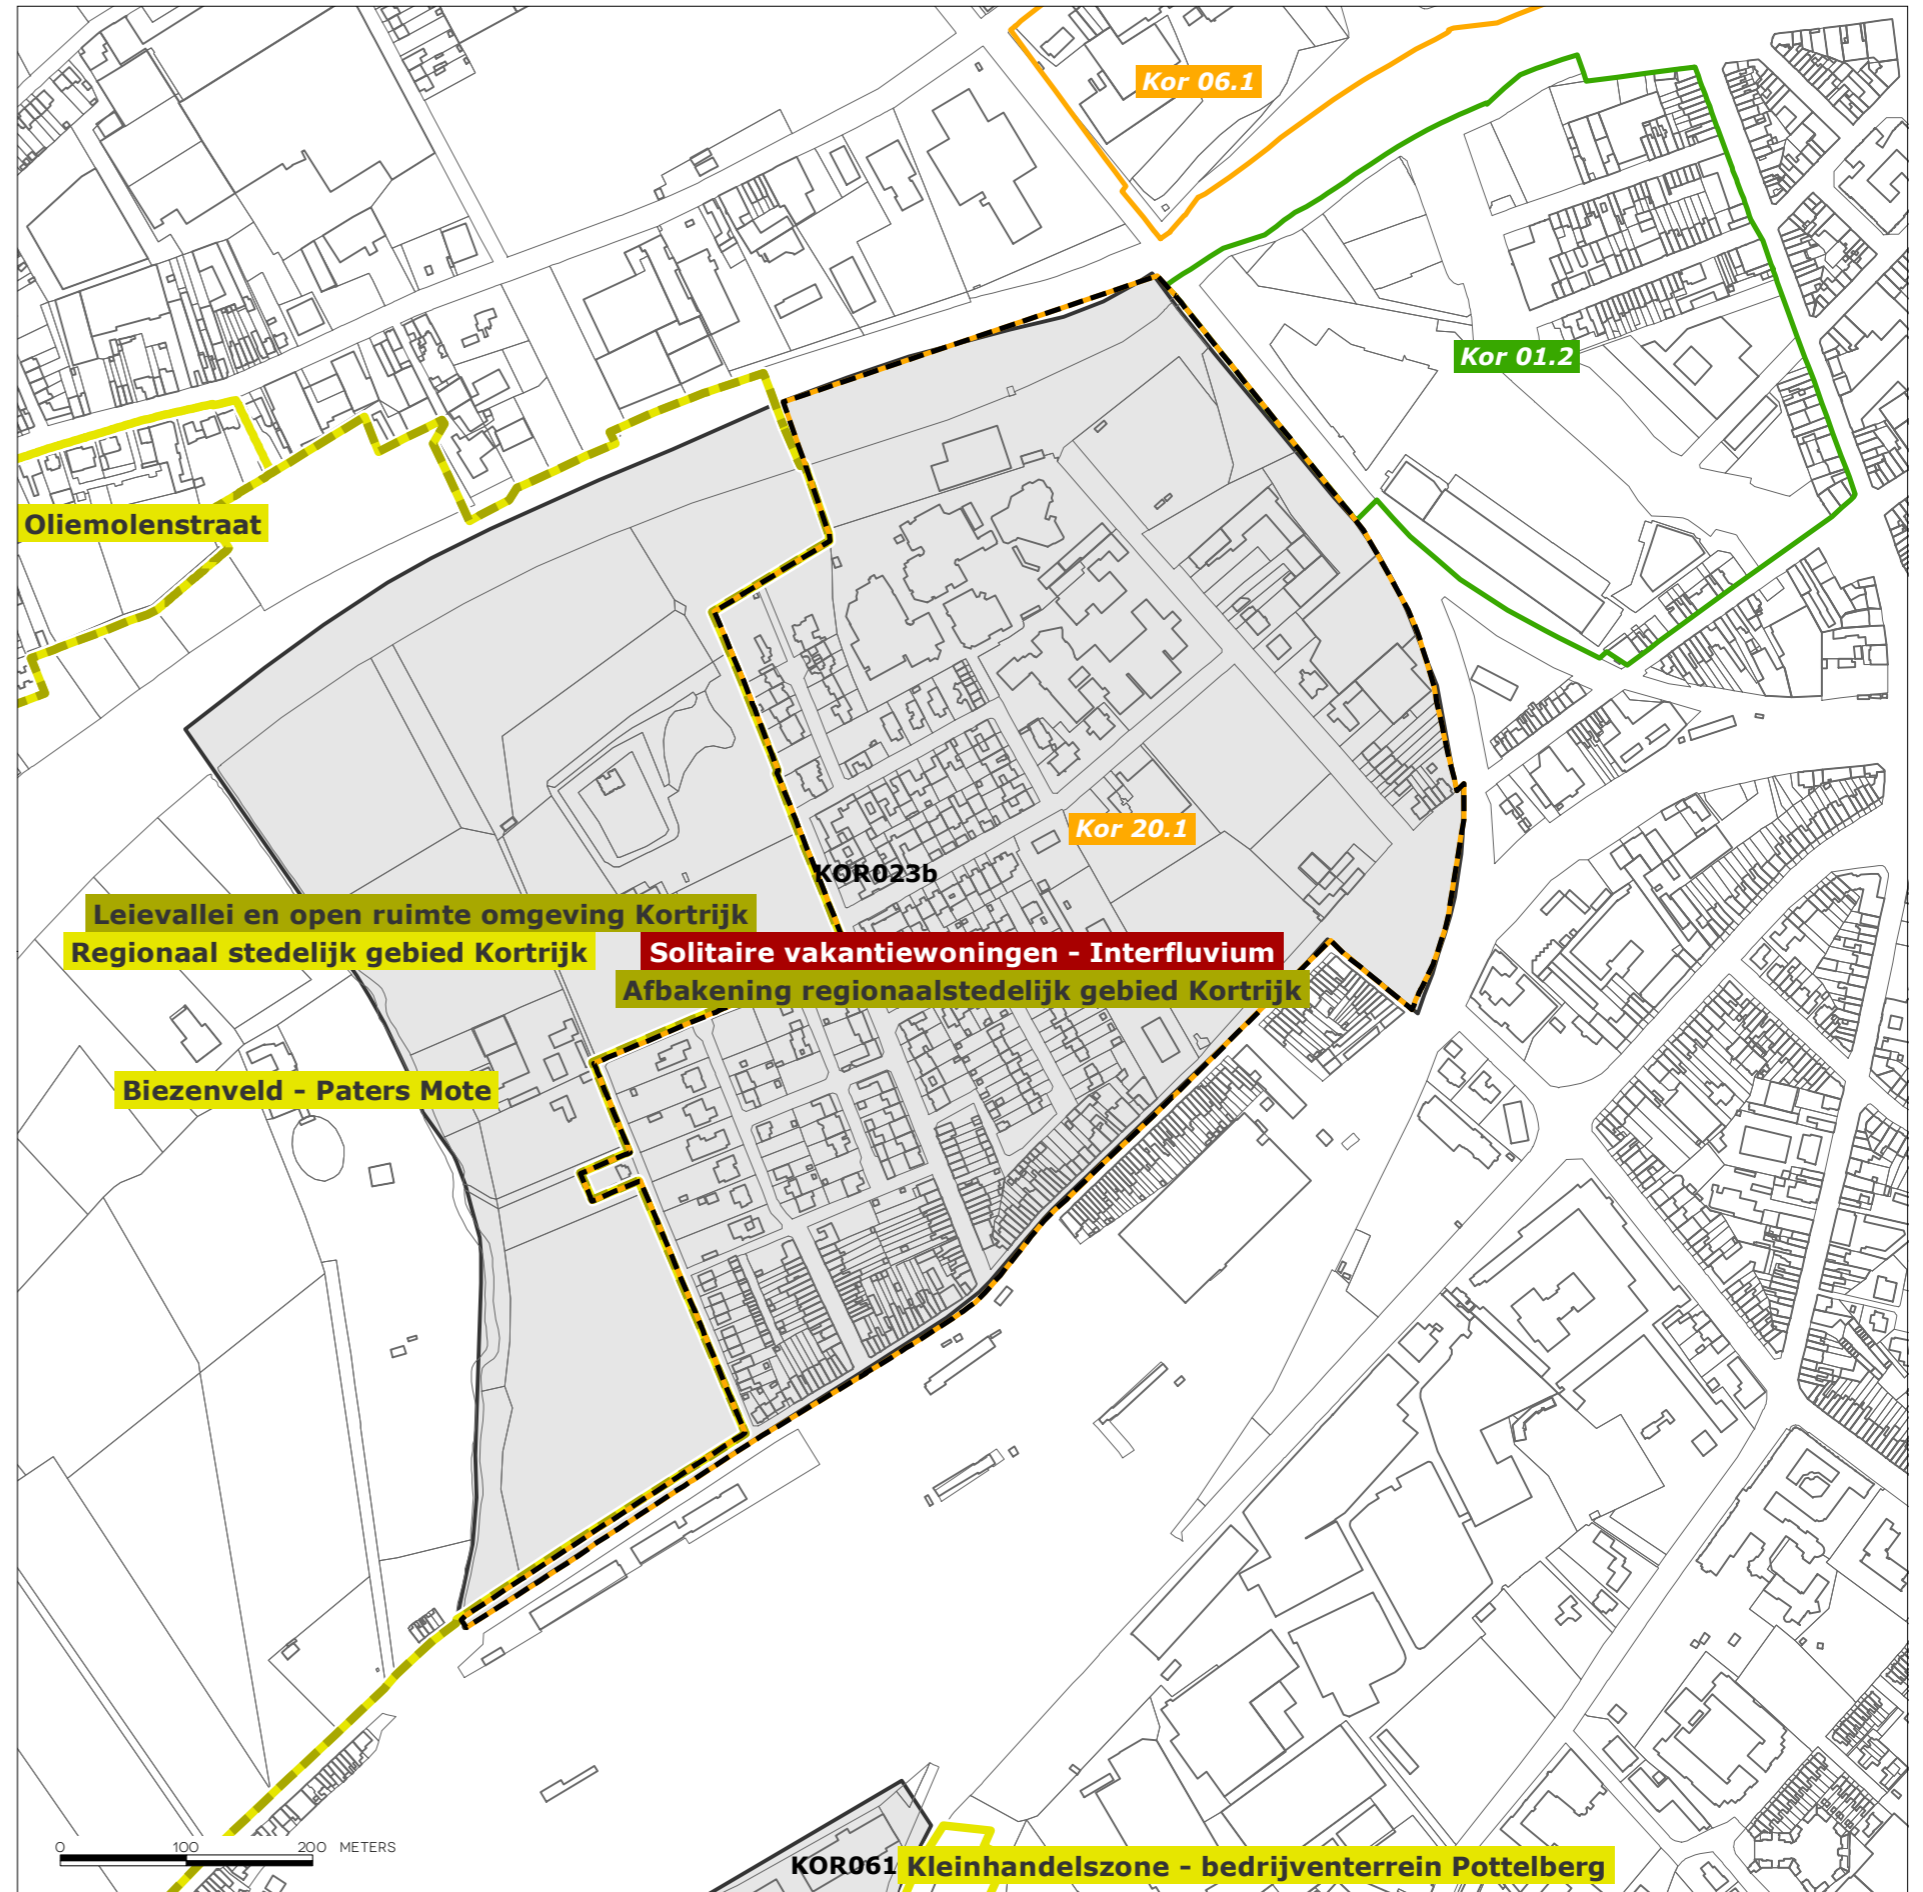 Kor 06.1
Kor 01.2
Oliemolenstraat
Kor 20.1
KOR023b
Leievallei en open ruimte omgeving Kortrijk
Regionaal stedelijk gebied Kortrijk
Solitaire vakantiewoningen - Interfluvium
Afbakening regionaalstedelijk gebied Kortrijk
Biezenveld - Paters Mote
0 100 200 METERS
KOR061
Kleinhandelszone - bedrijventerrein Pottelberg